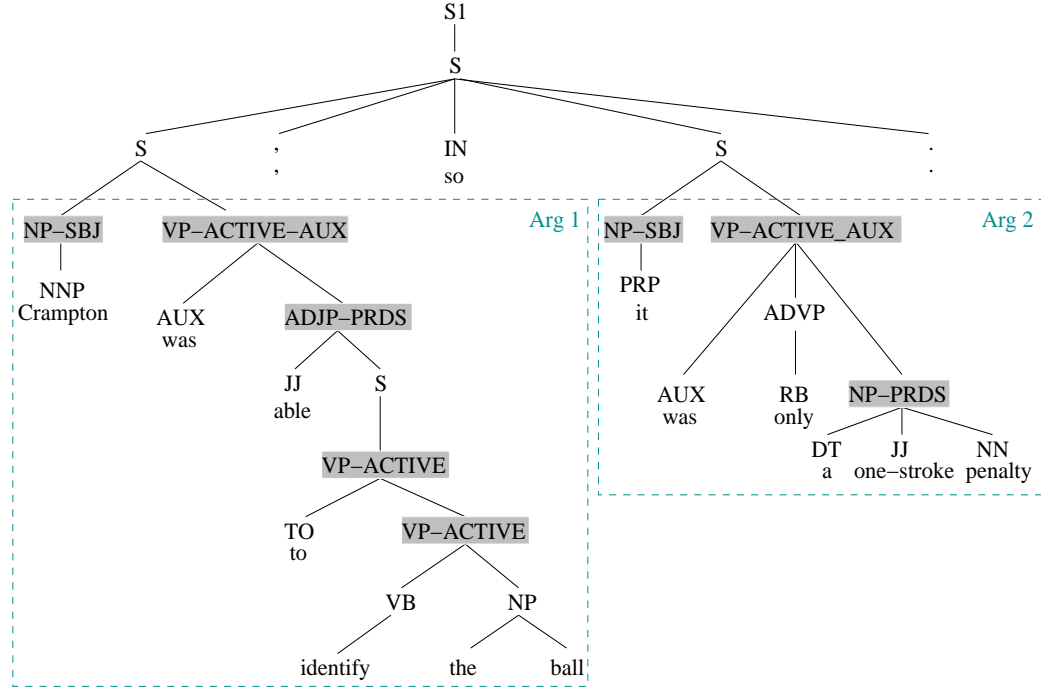 S1
S
S , IN S .
, so .
NP–SBJ VP–ACTIVE–AUX Arg 1 NP–SBJ VP–ACTIVE_AUX Arg 2
NNP PRP
Crampton AUX ADJP–PRDS it ADVP
was
JJ S AUX RB NP–PRDS
able was only
DT JJ NN
VP–ACTIVE a one–stroke penalty
TO VP–ACTIVE
to
VB NP
identify the ball